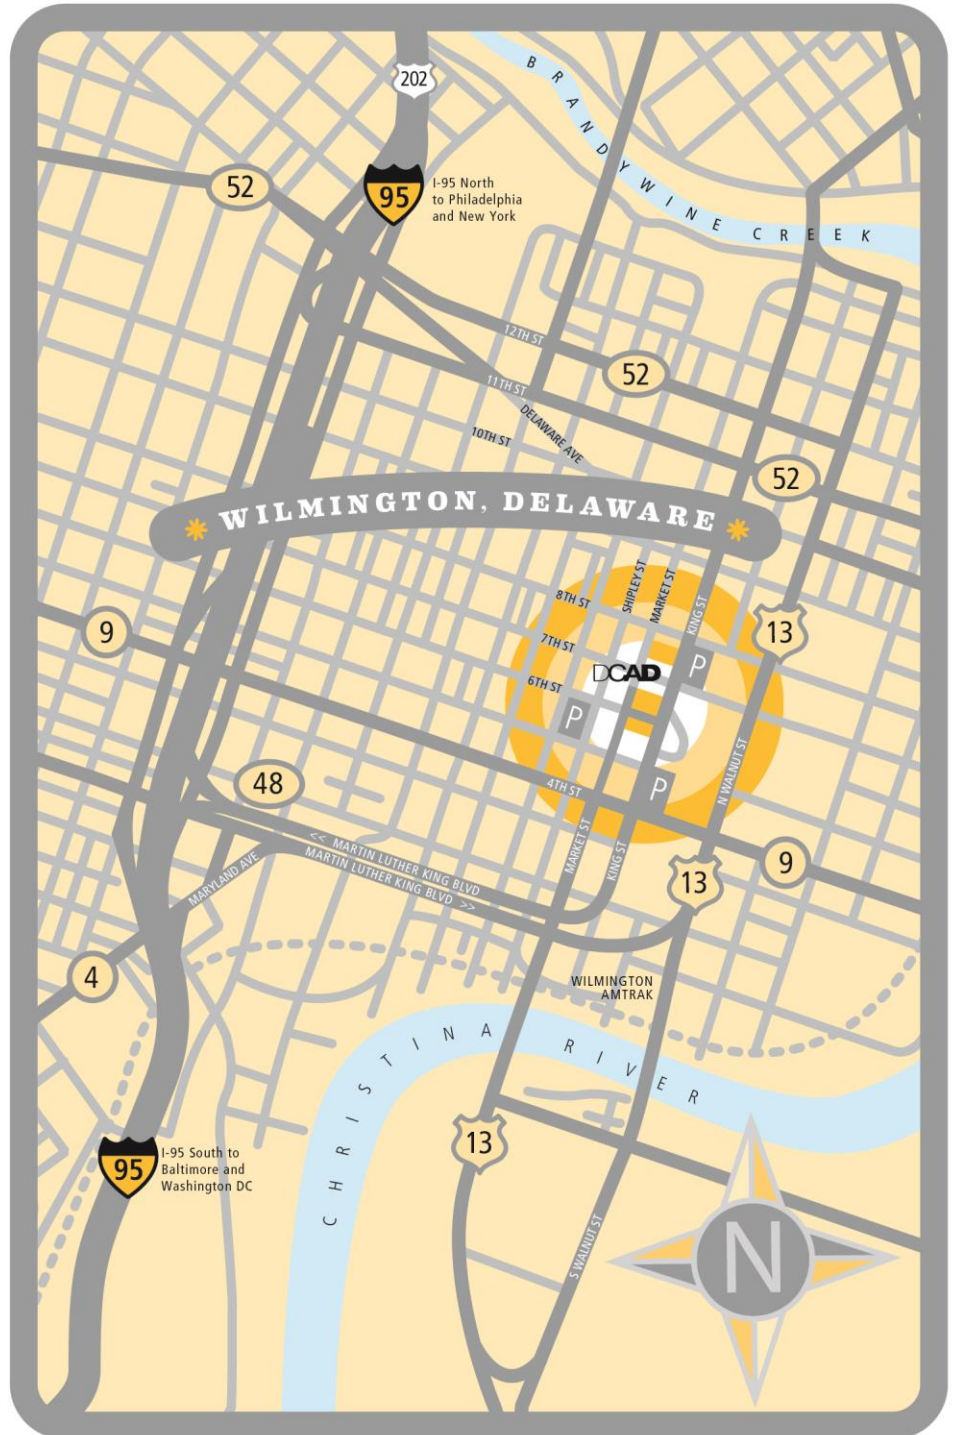 202
BRANDYWINE CREEK
52
95
I-95 North
to Philadelphia
and New York
12TH ST
52
11TH ST
DELAWARE AVE
10TH ST
52
WILMINGTON, DELAWARE
SHIPLEY ST
MARKET ST
8TH ST
KING ST
9
13
7TH ST
P
DCAD
6TH ST
P
48
4TH ST
P
N WALNUT ST
<< MARTIN LUTHER KING BLVD
MARTIN LUTHER KING BLVD >>
MARKET ST
KING ST
9
MARYLAND AVE
13
4
WILMINGTON
AMTRAK
CHRISTINA RIVER
13
95
I-95 South to
Baltimore and
Washington DC
S WALNUT ST
N